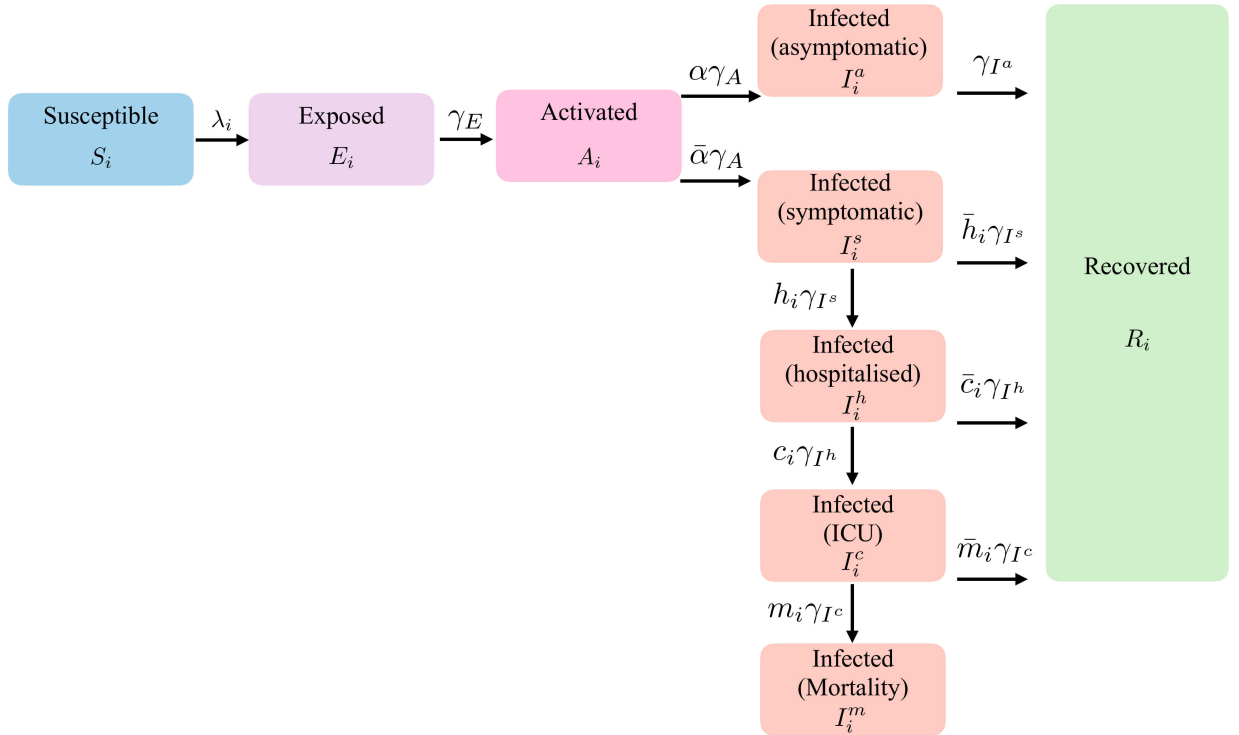 Susceptible
S_i
λ_i
Exposed
E_i
γ_E
Activated
A_i
αγ_A
ᾱγ_A
Infected
(asymptomatic)
I_i^a
γ_{I^a}
Infected
(symptomatic)
I_i^s
h̄_iγ_{I^s}
h_iγ_{I^s}
Infected
(hospitalised)
I_i^h
c̄_iγ_{I^h}
c_iγ_{I^h}
Infected
(ICU)
I_i^c
m̄_iγ_{I^c}
m_iγ_{I^c}
Infected
(Mortality)
I_i^m
Recovered
R_i